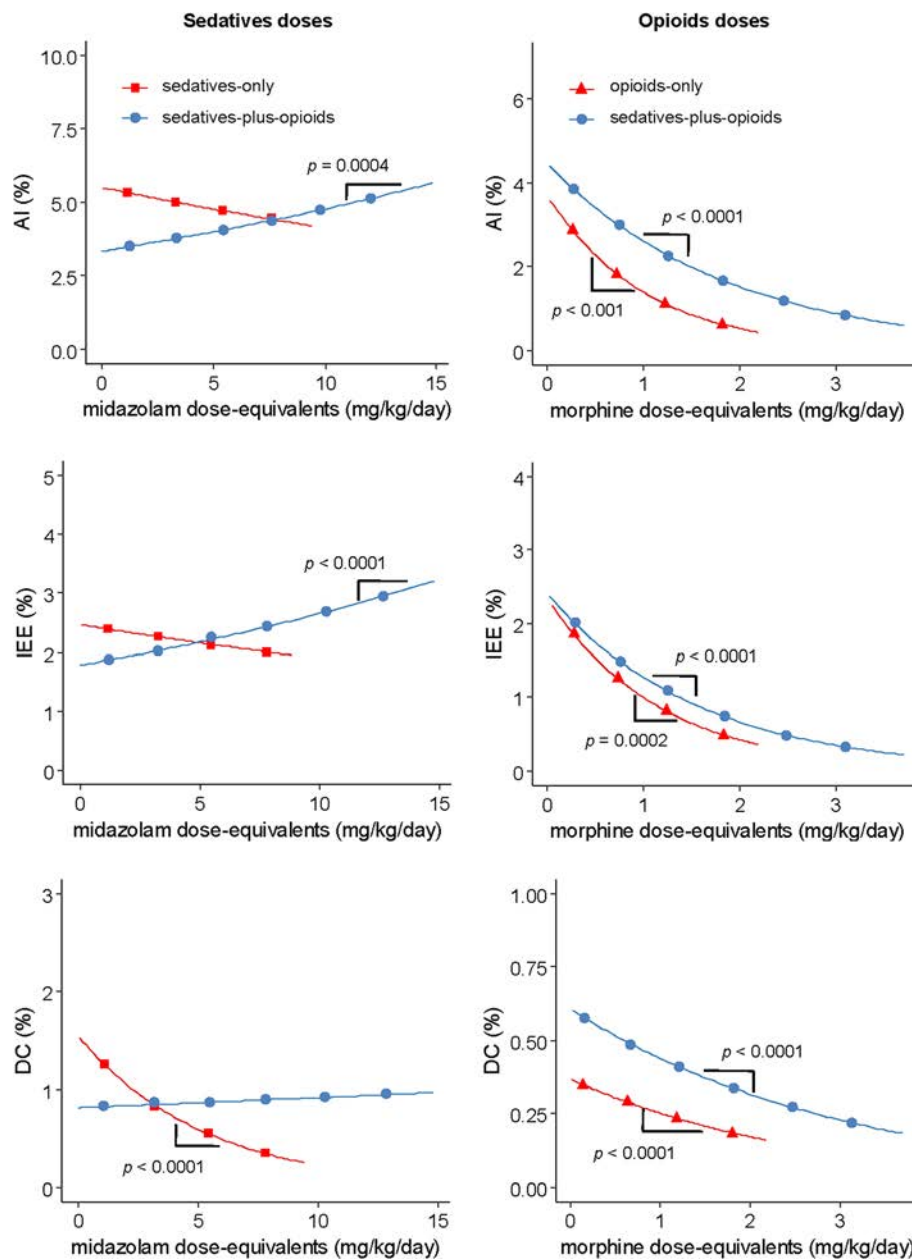 Sedatives doses
10.0
7.5
5.0
2.5
0.0
AI (%)
sedatives-only
sedatives-plus-opioids
p = 0.0004
0 5 10 15
midazolam dose-equivalents (mg/kg/day)
Opioids doses
6
4
2
0
AI (%)
opioids-only
sedatives-plus-opioids
p < 0.0001
p < 0.001
0 1 2 3
morphine dose-equivalents (mg/kg/day)
5
4
3
2
1
0
IEE (%)
p < 0.0001
0 5 10 15
midazolam dose-equivalents (mg/kg/day)
4
3
2
1
0
IEE (%)
p < 0.0001
p = 0.0002
0 1 2 3
morphine dose-equivalents (mg/kg/day)
3
2
1
0
DC (%)
p < 0.0001
0 5 10 15
midazolam dose-equivalents (mg/kg/day)
1.00
0.75
0.50
0.25
0.00
DC (%)
p < 0.0001
p < 0.0001
0 1 2 3
morphine dose-equivalents (mg/kg/day)